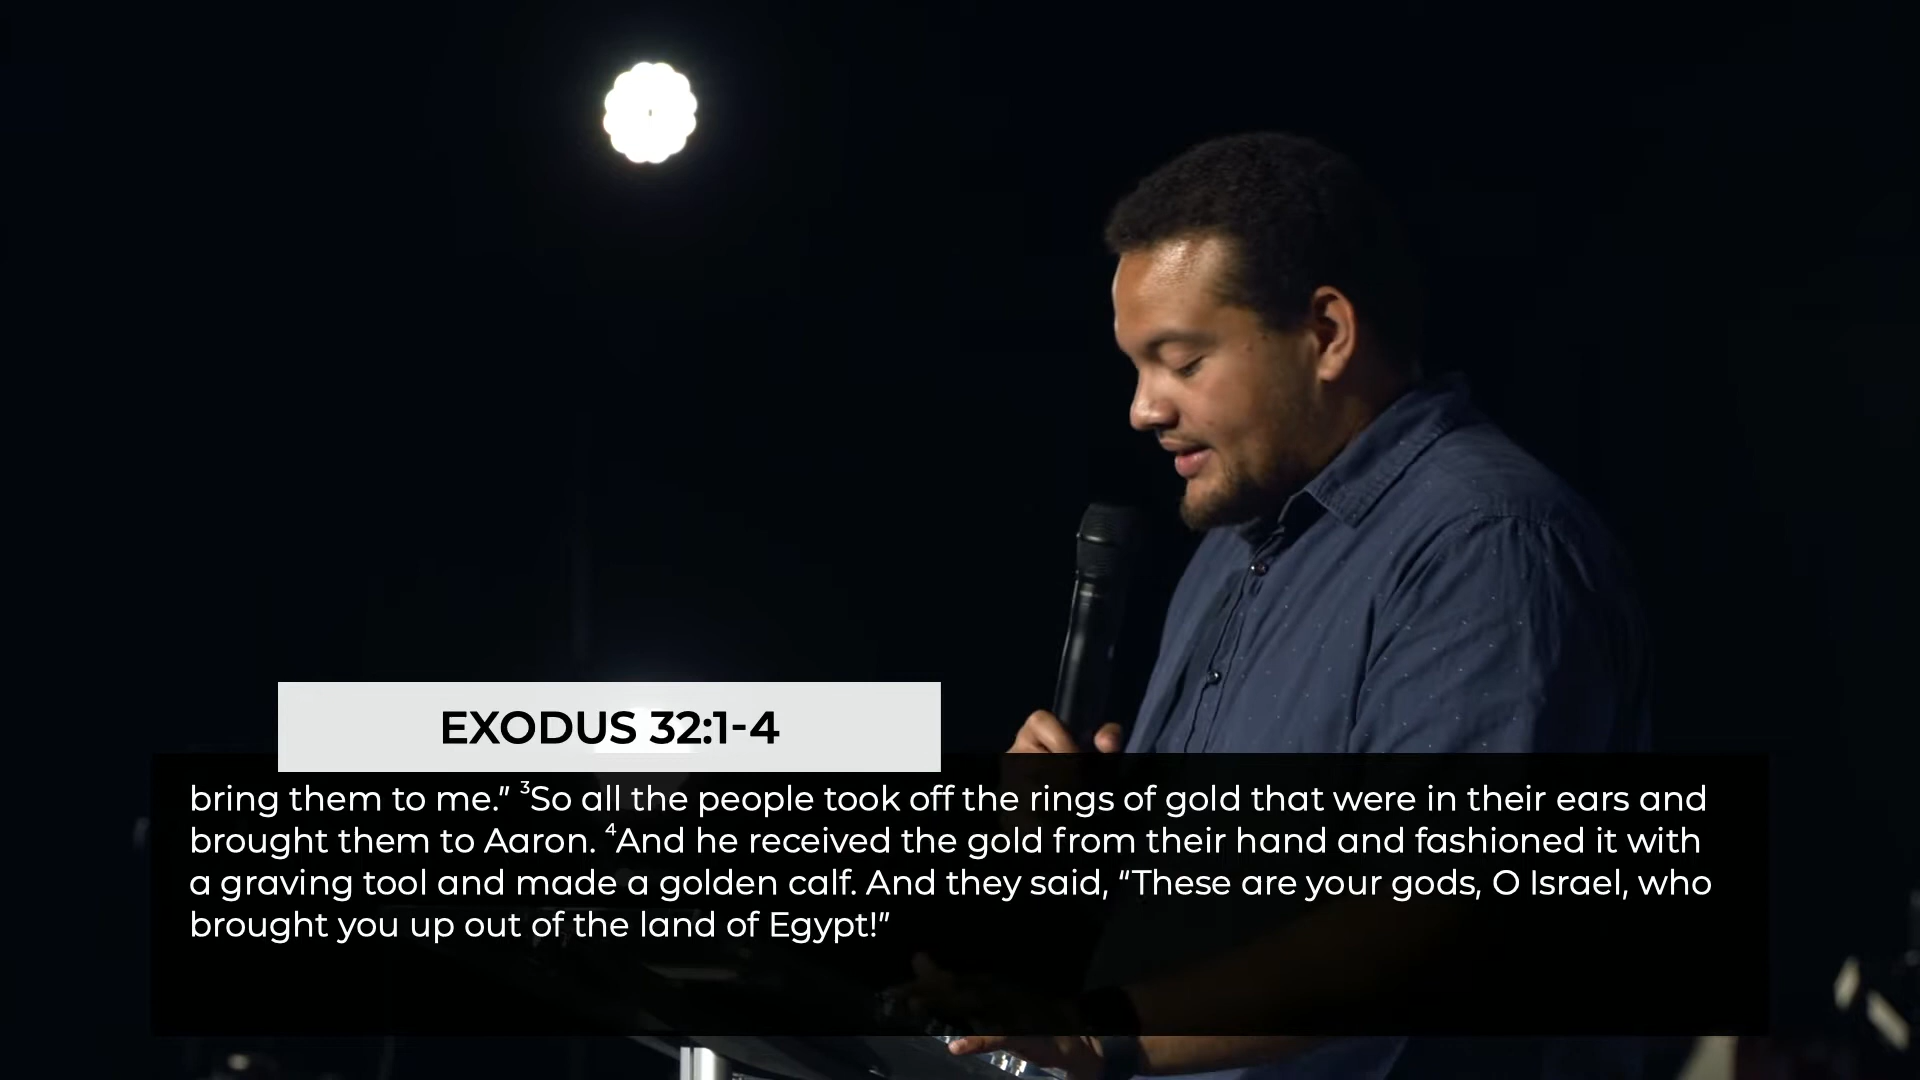 EXODUS 32:1-4
bring them to me.” ³So all the people took off the rings of gold that were in their ears and
brought them to Aaron. ⁴And he received the gold from their hand and fashioned it with
a graving tool and made a golden calf. And they said, “These are your gods, O Israel, who
brought you up out of the land of Egypt!”